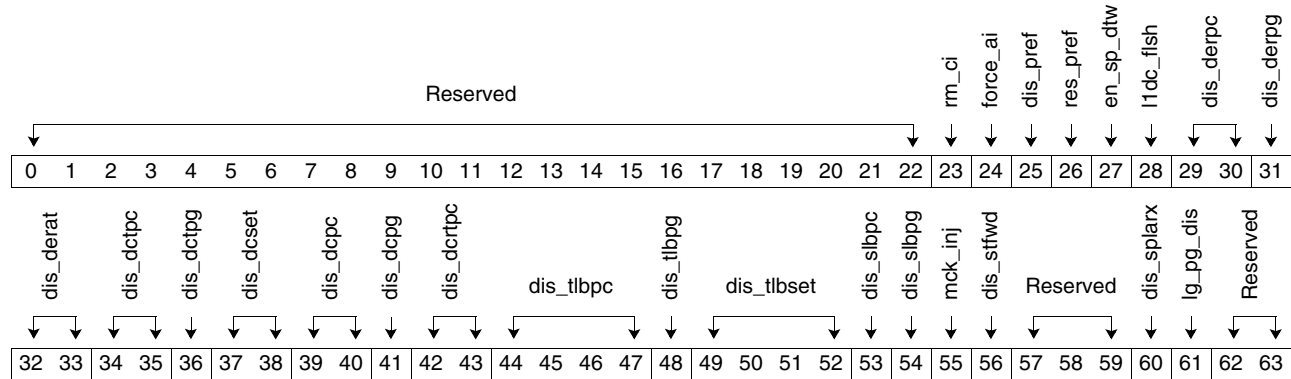 Reserved
rm_ci
force_ai
dis_pref
res_pref
en_sp_dtw
l1dc_flsh
dis_derpc
dis_derpg
0 1 2 3 4 5 6 7 8 9 10 11 12 13 14 15 16 17 18 19 20 21 22 23 24 25 26 27 28 29 30 31
dis_derat
dis_dctpc
dis_dctpg
dis_dcset
dis_dcpc
dis_dcpg
dis_dcrtpc
dis_tlbpc
dis_tlbpg
dis_tlbset
dis_slbpc
dis_slbpg
mck_inj
dis_stfwd
Reserved
dis_splarx
lg_pg_dis
Reserved
32 33 34 35 36 37 38 39 40 41 42 43 44 45 46 47 48 49 50 51 52 53 54 55 56 57 58 59 60 61 62 63